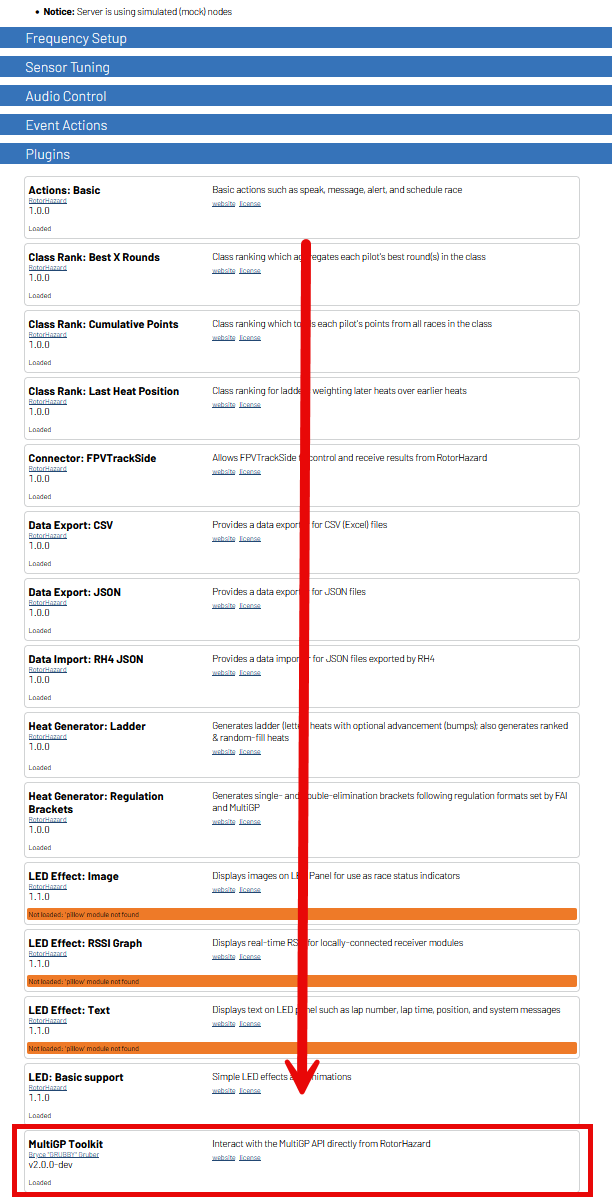 Notice: Server is using simulated (mock) nodes
Frequency Setup
Sensor Tuning
Audio Control
Event Actions
Plugins
Actions: Basic
RotorHazard
1.0.0
Loaded
Basic actions such as speak, message, alert, and schedule race
website license
Class Rank: Best X Rounds
RotorHazard
1.0.0
Loaded
Class ranking which aggregates each pilot's best round(s) in the class
website license
Class Rank: Cumulative Points
RotorHazard
1.0.0
Loaded
Class ranking which totals each pilot's points from all races in the class
website license
Class Rank: Last Heat Position
RotorHazard
1.0.0
Loaded
Class ranking for ladders weighting later heats over earlier heats
website license
Connector: FPVTrackSide
RotorHazard
1.0.0
Loaded
Allows FPVTrackSide to control and receive results from RotorHazard
website license
Data Export: CSV
RotorHazard
1.0.0
Loaded
Provides a data exporter for CSV (Excel) files
website license
Data Export: JSON
RotorHazard
1.0.0
Loaded
Provides a data exporter for JSON files
website license
Data Import: RH4 JSON
RotorHazard
1.0.0
Loaded
Provides a data importer for JSON files exported by RH4
website license
Heat Generator: Ladder
RotorHazard
1.0.0
Loaded
Generates ladder (letter) heats with optional advancement (bumps); also generates ranked
& random-fill heats
website license
Heat Generator: Regulation
Brackets
RotorHazard
1.0.0
Loaded
Generates single- and double-elimination brackets following regulation formats set by FAI
and MultiGP
website license
LED Effect: Image
RotorHazard
1.1.0
Not loaded: 'pillow' module not found
Displays images on LED Panel for use as race status indicators
website license
LED Effect: RSSI Graph
RotorHazard
1.1.0
Not loaded: 'pillow' module not found
Displays real-time RSSI for locally-connected receiver modules
website license
LED Effect: Text
RotorHazard
1.1.0
Not loaded: 'pillow' module not found
Displays text on LED panel such as lap number, lap time, position, and system messages
website license
LED: Basic support
RotorHazard
1.1.0
Loaded
Simple LED effects and animations
website license
MultiGP Toolkit
Bryce "GRUBBY" Gruber
v2.0.0-dev
Loaded
Interact with the MultiGP API directly from RotorHazard
website license